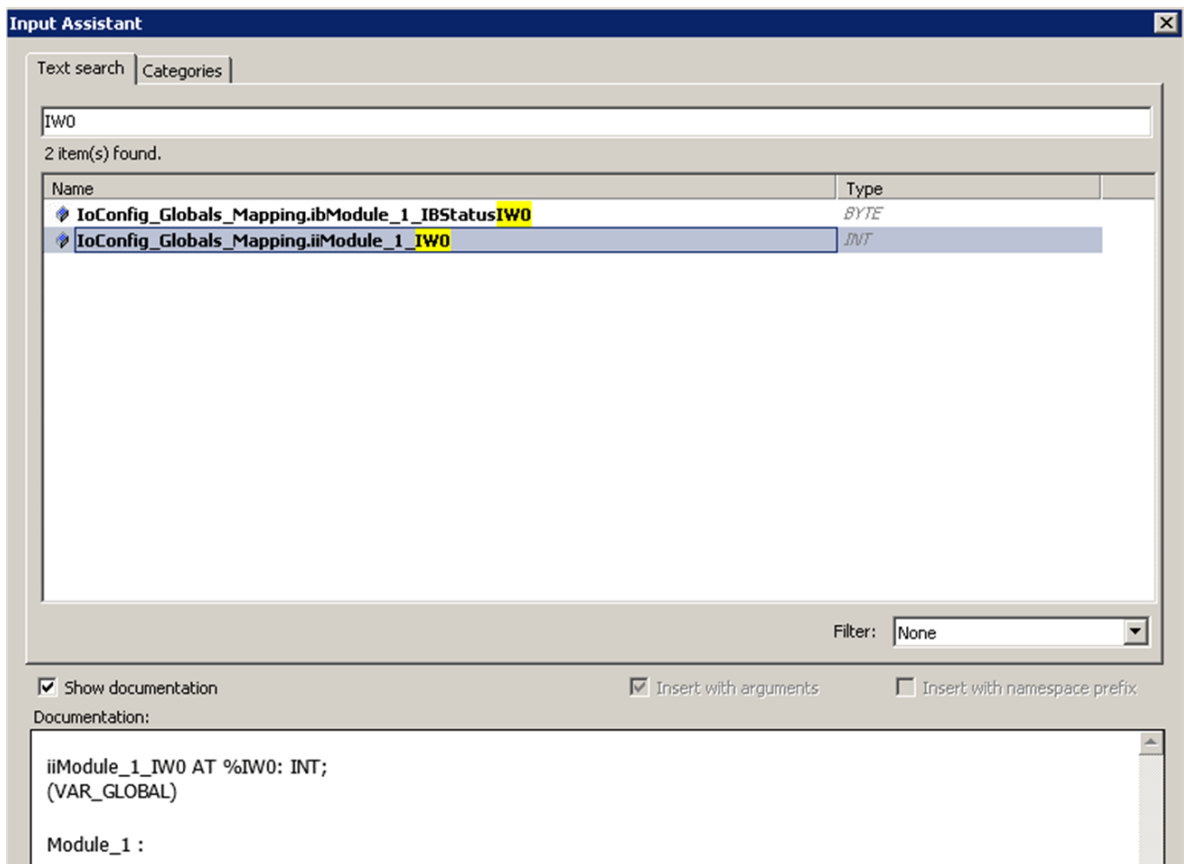 Input Assistant
Text search Categories
IW0
2 item(s) found.
Name Type
IoConfig_Globals_Mapping.ibModule_1_IBStatusIW0 BYTE
IoConfig_Globals_Mapping.iiModule_1_IW0 INT
Filter: None
Show documentation Insert with arguments Insert with namespace prefix
Documentation:
iiModule_1_IW0 AT %IW0: INT;
(VAR_GLOBAL)
Module_1 :